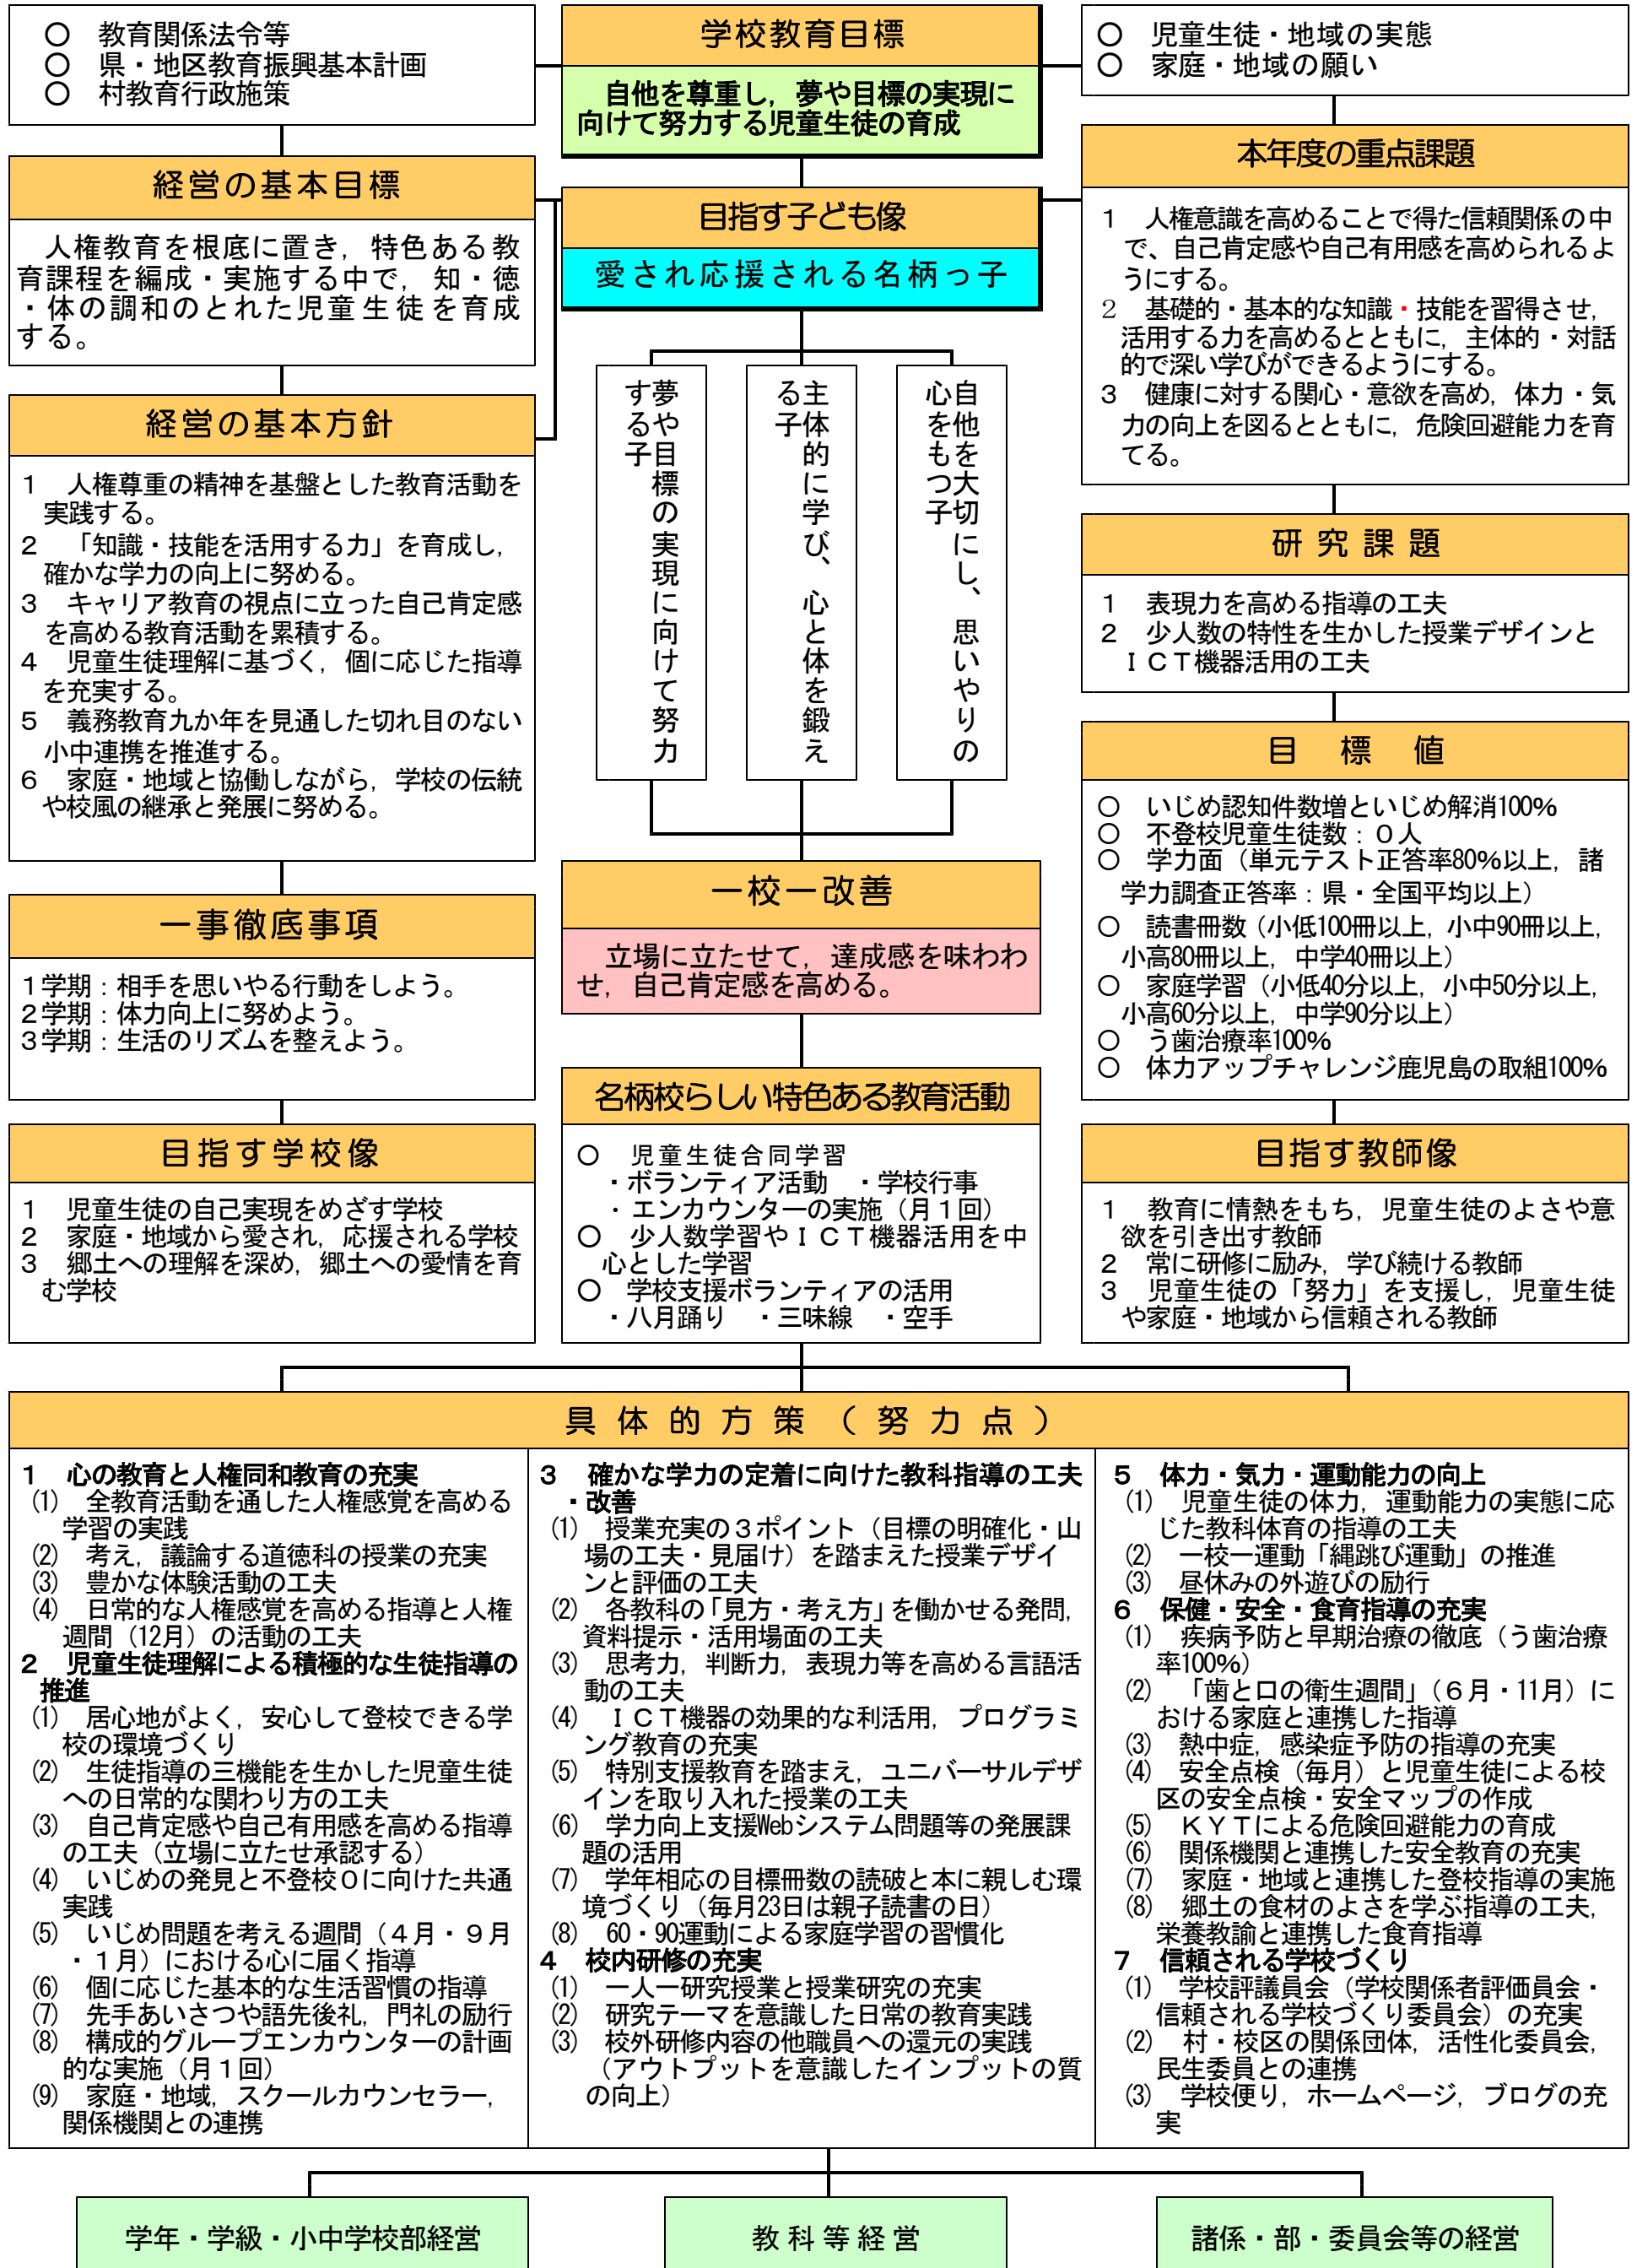 ○　教育関係法令等
○　県・地区教育振興基本計画
○　村教育行政施策
学校教育目標
自他を尊重し，夢や目標の実現に
向けて努力する児童生徒の育成
○　児童生徒・地域の実態
○　家庭・地域の願い
経営の基本目標
人権教育を根底に置き，特色ある教
育課程を編成・実施する中で，知・徳
・体の調和のとれた児童生徒を育成
する。
目指す子ども像
愛され応援される名柄っ子
本年度の重点課題
1　人権意識を高めることで得た信頼関係の中
で、自己肯定感や自己有用感を高められるよ
うにする。
2　基礎的・基本的な知識・技能を習得させ，
活用する力を高めるとともに，主体的・対話
的で深い学びができるようにする。
3　健康に対する関心・意欲を高め，体力・気
力の向上を図るとともに，危険回避能力を育
てる。
経営の基本方針
1　人権尊重の精神を基盤とした教育活動を
実践する。
2　「知識・技能を活用する力」を育成し，
確かな学力の向上に努める。
3　キャリア教育の視点に立った自己肯定感
を高める教育活動を累積する。
4　児童生徒理解に基づく，個に応じた指導
を充実する。
5　義務教育九か年を見通した切れ目のない
小中連携を推進する。
6　家庭・地域と協働しながら，学校の伝統
や校風の継承と発展に努める。
自他を大切にし、思いやりの
心をもつ子
主体的に学び、心と体を鍛え
る子
夢や目標の実現に向けて努力
する子
研究課題
1　表現力を高める指導の工夫
2　少人数の特性を生かした授業デザインと
ＩＣＴ機器活用の工夫
目　標　値
○　いじめ認知件数増といじめ解消100%
○　不登校児童生徒数：０人
○　学力面（単元テスト正答率80%以上，諸
学力調査正答率：県・全国平均以上）
○　読書冊数（小低100冊以上，小中90冊以上，
小高80冊以上，中学40冊以上）
○　家庭学習（小低40分以上，小中50分以上，
小高60分以上，中学90分以上）
○　う歯治療率100%
○　体力アップチャレンジ鹿児島の取組100%
一事徹底事項
1学期：相手を思いやる行動をしよう。
2学期：体力向上に努めよう。
3学期：生活のリズムを整えよう。
一校一改善
立場に立たせて，達成感を味わわ
せ，自己肯定感を高める。
目指す学校像
1　児童生徒の自己実現をめざす学校
2　家庭・地域から愛され，応援される学校
3　郷土への理解を深め，郷土への愛情を育
む学校
名柄校らしい特色ある教育活動
○　児童生徒合同学習
・ボランティア活動　・学校行事
・エンカウンターの実施（月１回）
○　少人数学習やＩＣＴ機器活用を中
心とした学習
○　学校支援ボランティアの活用
・八月踊り　・三味線　・空手
目指す教師像
1　教育に情熱をもち，児童生徒のよさや意
欲を引き出す教師
2　常に研修に励み，学び続ける教師
3　児童生徒の「努力」を支援し，児童生徒
や家庭・地域から信頼される教師
具体的方策（努力点）
1　心の教育と人権同和教育の充実
(1)　全教育活動を通した人権感覚を高める
学習の実践
(2)　考え，議論する道徳科の授業の充実
(3)　豊かな体験活動の工夫
(4)　日常的な人権感覚を高める指導と人権
週間（12月）の活動の工夫
2　児童生徒理解による積極的な生徒指導の
推進
(1)　居心地がよく，安心して登校できる学
校の環境づくり
(2)　生徒指導の三機能を生かした児童生徒
への日常的な関わり方の工夫
(3)　自己肯定感や自己有用感を高める指導
の工夫（立場に立たせ承認する）
(4)　いじめの発見と不登校０に向けた共通
実践
(5)　いじめ問題を考える週間（４月・９月
・１月）における心に届く指導
(6)　個に応じた基本的な生活習慣の指導
(7)　先手あいさつや語先後礼，門礼の励行
(8)　構成的グループエンカウンターの計画
的な実施（月１回）
(9)　家庭・地域，スクールカウンセラー，
関係機関との連携
3　確かな学力の定着に向けた教科指導の工夫
・改善
(1)　授業充実の３ポイント（目標の明確化・山
場の工夫・見届け）を踏まえた授業デザイ
ンと評価の工夫
(2)　各教科の「見方・考え方」を働かせる発問，
資料提示・活用場面の工夫
(3)　思考力，判断力，表現力等を高める言語活
動の工夫
(4)　ＩＣＴ機器の効果的な利活用，プログラミ
ング教育の充実
(5)　特別支援教育を踏まえ，ユニバーサルデザ
インを取り入れた授業の工夫
(6)　学力向上支援Webシステム問題等の発展課
題の活用
(7)　学年相応の目標冊数の読破と本に親しむ環
境づくり（毎月23日は親子読書の日）
(8)　60・90運動による家庭学習の習慣化
4　校内研修の充実
(1)　一人一研究授業と授業研究の充実
(2)　研究テーマを意識した日常の教育実践
(3)　校外研修内容の他職員への還元の実践
（アウトプットを意識したインプットの質
の向上）
5　体力・気力・運動能力の向上
(1)　児童生徒の体力，運動能力の実態に応
じた教科体育の指導の工夫
(2)　一校一運動「縄跳び運動」の推進
(3)　昼休みの外遊びの励行
6　保健・安全・食育指導の充実
(1)　疾病予防と早期治療の徹底（う歯治療
率100%）
(2)　「歯と口の衛生週間」（６月・11月）に
おける家庭と連携した指導
(3)　熱中症，感染症予防の指導の充実
(4)　安全点検（毎月）と児童生徒による校
区の安全点検・安全マップの作成
(5)　ＫＹＴによる危険回避能力の育成
(6)　関係機関と連携した安全教育の充実
(7)　家庭・地域と連携した登校指導の実施
(8)　郷土の食材のよさを学ぶ指導の工夫，
栄養教諭と連携した食育指導
7　信頼される学校づくり
(1)　学校評議員会（学校関係者評価員会・
信頼される学校づくり委員会）の充実
(2)　村・校区の関係団体，活性化委員会，
民生委員との連携
(3)　学校便り，ホームページ，ブログの充
実
学年・学級・小中学校部経営
教科等経営
諸係・部・委員会等の経営